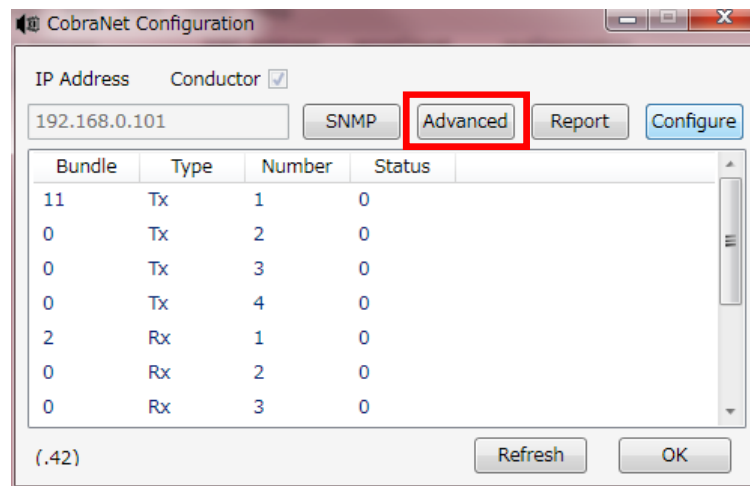 CobraNet Configuration
IP Address Conductor
192.168.0.101 SNMP Advanced Report Configure
Bundle Type Number Status
11 Tx 1 0
0 Tx 2 0
0 Tx 3 0
0 Tx 4 0
2 Rx 1 0
0 Rx 2 0
0 Rx 3 0
(.42) Refresh OK